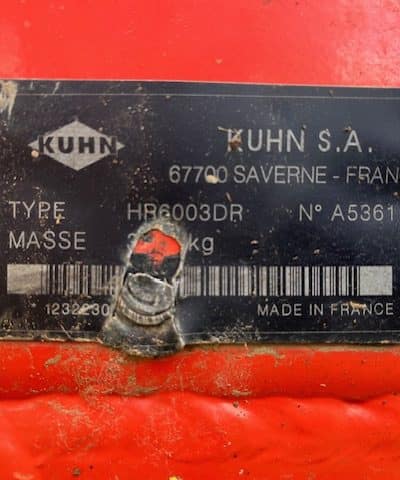 KUHN
KUHN S.A.
67700 SAVERNE - FRAN
TYPE HR6003DR N° A5361
MASSE kg
1232230
MADE IN FRANCE